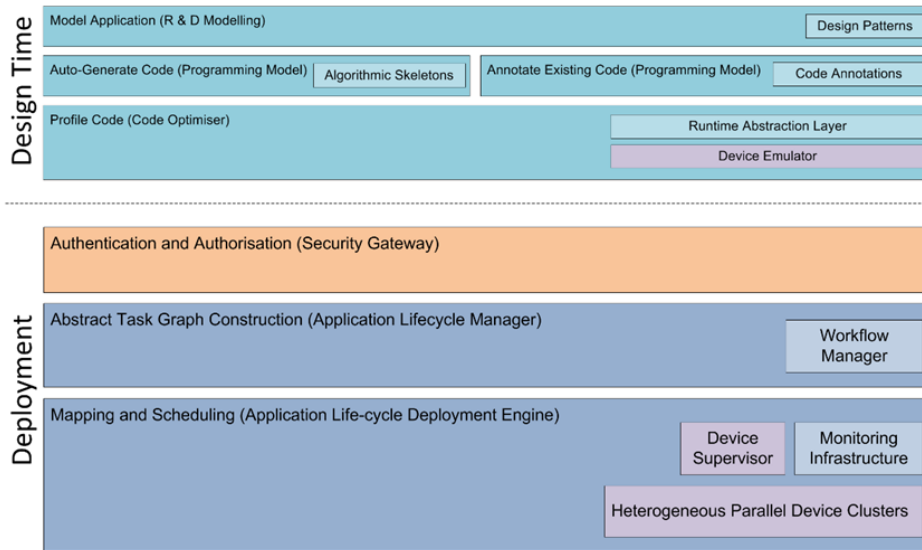 Design Time
Model Application (R & D Modelling)
Design Patterns
Auto-Generate Code (Programming Model)
Algorithmic Skeletons
Annotate Existing Code (Programming Model)
Code Annotations
Profile Code (Code Optimiser)
Runtime Abstraction Layer
Device Emulator
Deployment
Authentication and Authorisation (Security Gateway)
Abstract Task Graph Construction (Application Lifecycle Manager)
Workflow
Manager
Mapping and Scheduling (Application Life-cycle Deployment Engine)
Device
Supervisor
Monitoring
Infrastructure
Heterogeneous Parallel Device Clusters